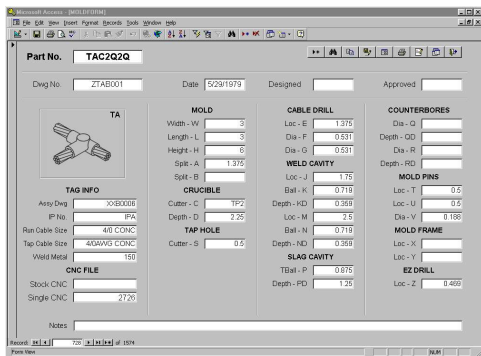 Microsoft Access - [MOLDFORM]
File Edit View Insert Format Records Tools Window Help
Part No. TAC2Q2Q
Dwg No. ZTAB001 Date 5/29/1979 Designed Approved
TA
MOLD
Width - W 3
Length - L 3
Height - H 6
Split - A 1.375
Split - B
CRUCIBLE
Cutter - C TP2
Depth - D 2.25
TAP HOLE
Cutter - S 0.5
CABLE DRILL
Loc - E 1.375
Dia - F 0.531
Dia - G 0.531
WELD CAVITY
Loc - J 1.75
Ball - K 0.719
Depth - KD 0.359
Loc - M 2.5
Ball - N 0.719
Depth - ND 0.359
SLAG CAVITY
TBall - P 0.875
Depth - PD 1.25
COUNTERBORES
Dia - Q
Depth - QD
Dia - R
Depth - RD
MOLD PINS
Loc - T 0.5
Loc - U 0.5
Dia - V 0.188
MOLD FRAME
Loc - X
Loc - Y
EZ DRILL
Loc - Z 0.469
TAG INFO
Assy Dwg XXB0006
IP No. IPA
Run Cable Size 4/0 CONC
Tap Cable Size 4/0AWG CONC
Weld Metal 150
CNC FILE
Stock CNC
Single CNC 2726
Notes
Record: 728 of 1574
Form View NUM